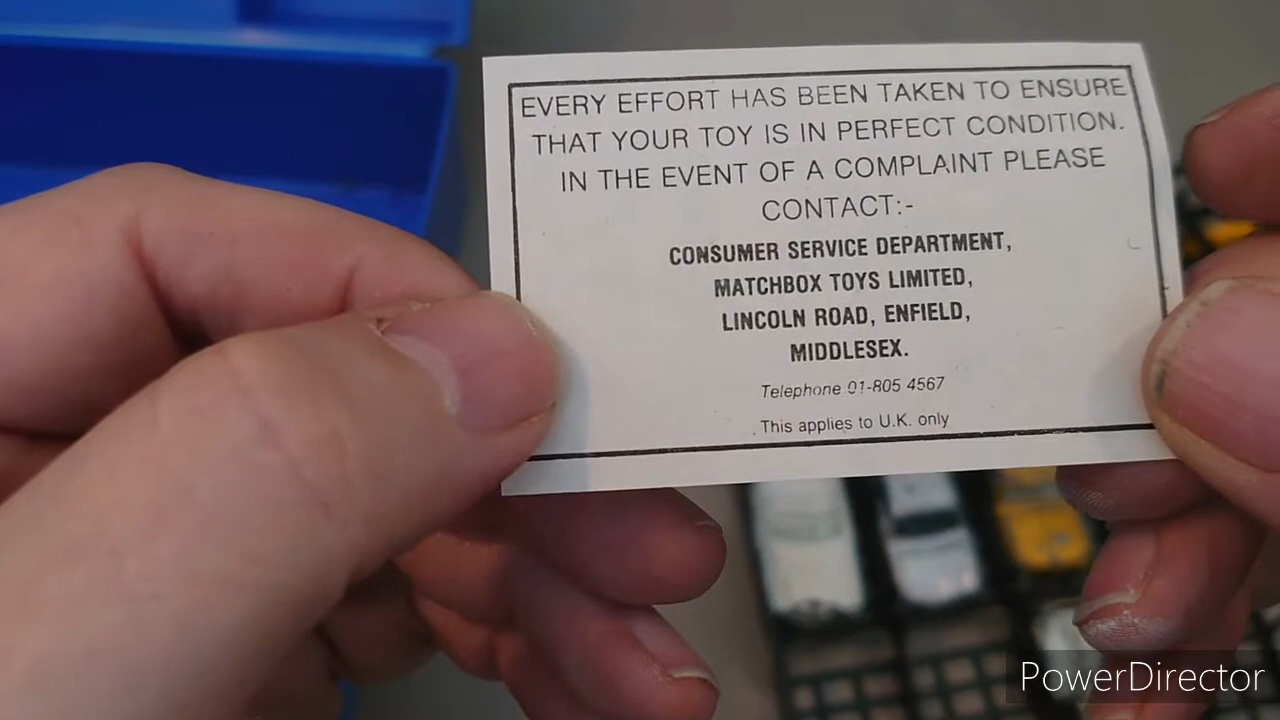 EVERY EFFORT HAS BEEN TAKEN TO ENSURE
THAT YOUR TOY IS IN PERFECT CONDITION.
IN THE EVENT OF A COMPLAINT PLEASE
CONTACT:-
CONSUMER SERVICE DEPARTMENT,
MATCHBOX TOYS LIMITED,
LINCOLN ROAD, ENFIELD,
MIDDLESEX.
Telephone 01-805 4567
This applies to U.K. only
PowerDirector